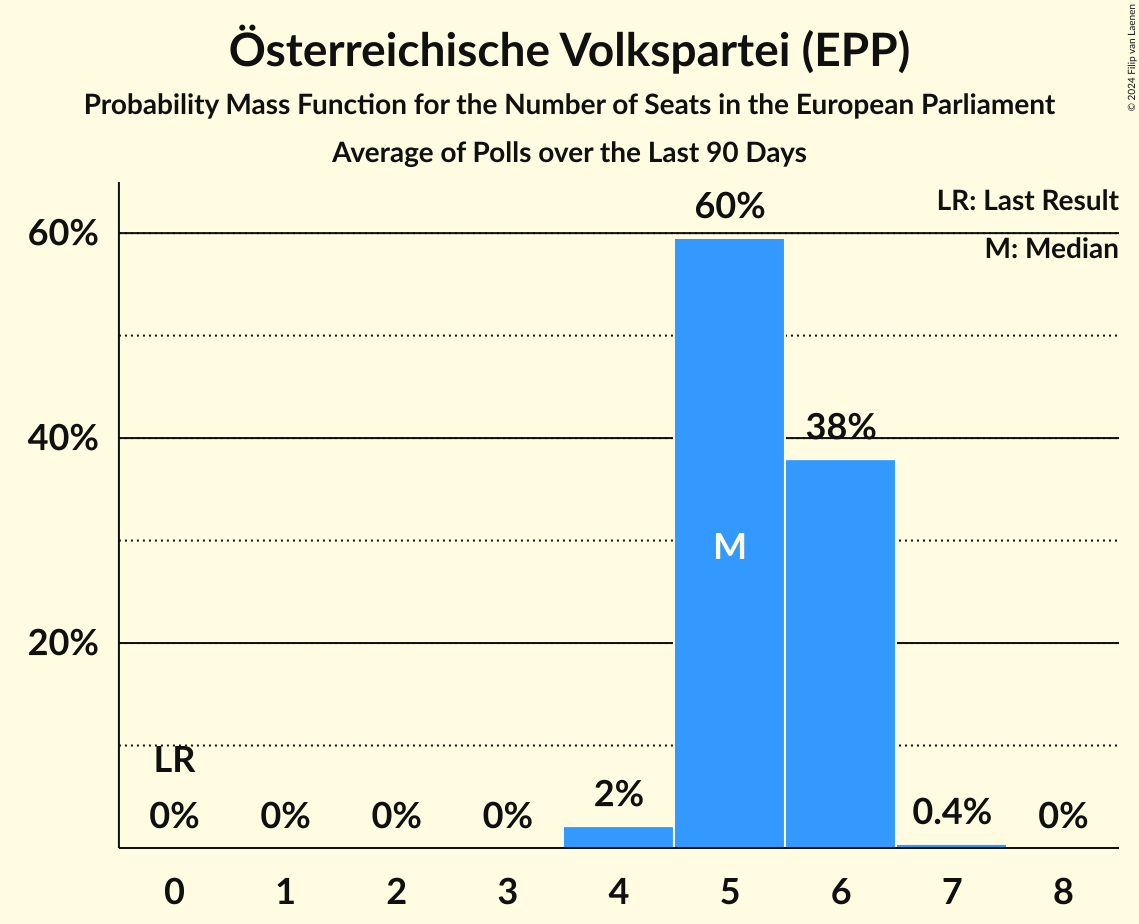 Österreichische Volkspartei (EPP)
Probability Mass Function for the Number of Seats in the European Parliament
Average of Polls over the Last 90 Days
© 2024 Filip van Laenen
LR: Last Result
M: Median
60%
40%
20%
60%
38%
M
LR
0%
0%
0%
0%
2%
0.4%
0%
0 1 2 3 4 5 6 7 8